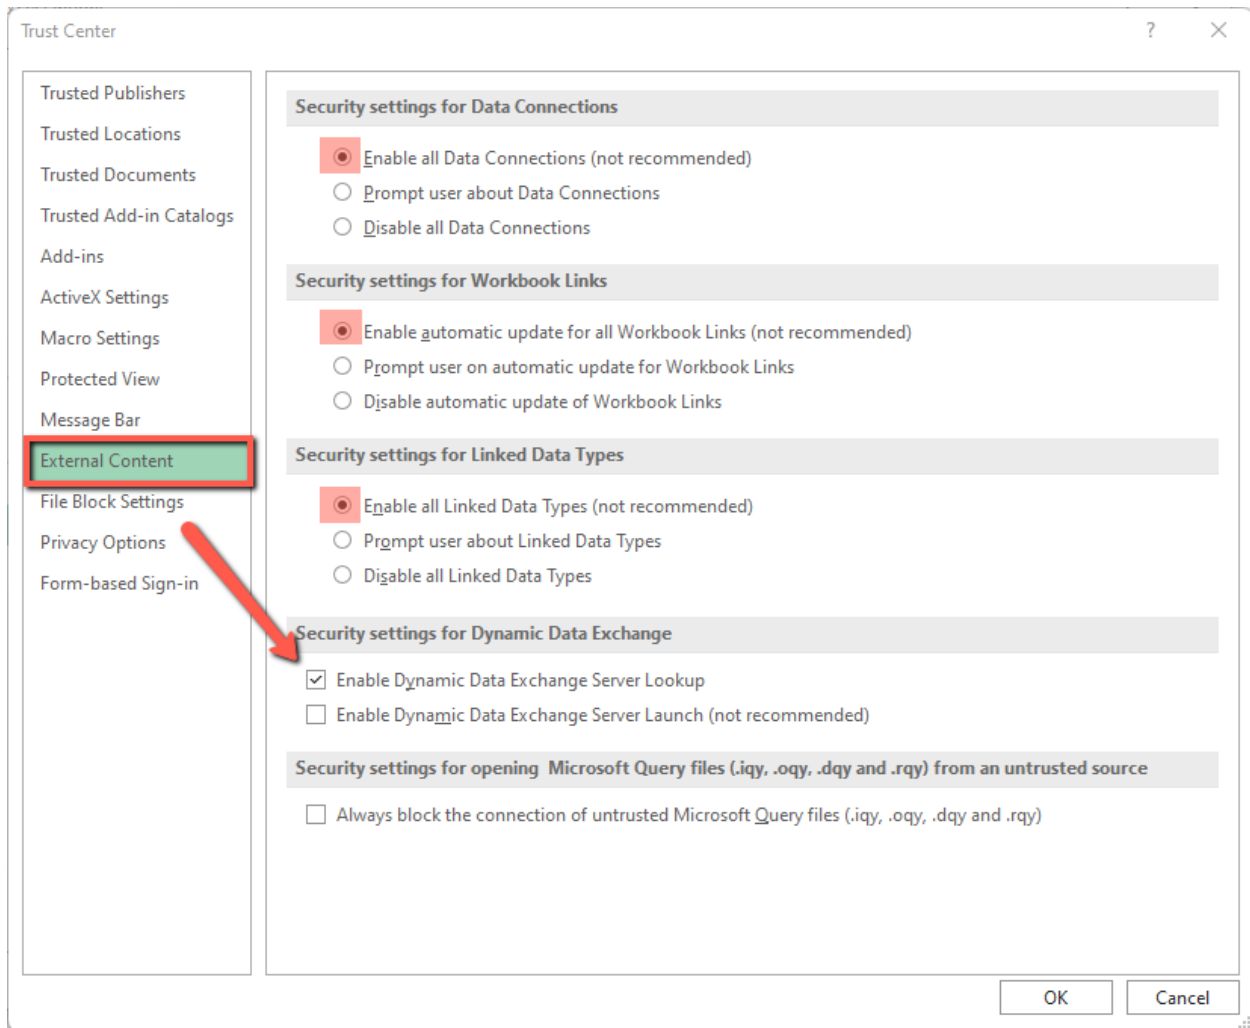 Trust Center
?
Trusted Publishers
Trusted Locations
Trusted Documents
Trusted Add-in Catalogs
Add-ins
ActiveX Settings
Macro Settings
Protected View
Message Bar
External Content
File Block Settings
Privacy Options
Form-based Sign-in
Security settings for Data Connections
Enable all Data Connections (not recommended)
Prompt user about Data Connections
Disable all Data Connections
Security settings for Workbook Links
Enable automatic update for all Workbook Links (not recommended)
Prompt user on automatic update for Workbook Links
Disable automatic update of Workbook Links
Security settings for Linked Data Types
Enable all Linked Data Types (not recommended)
Prompt user about Linked Data Types
Disable all Linked Data Types
Security settings for Dynamic Data Exchange
Enable Dynamic Data Exchange Server Lookup
Enable Dynamic Data Exchange Server Launch (not recommended)
Security settings for opening  Microsoft Query files (.iqy, .oqy, .dqy and .rqy) from an untrusted source
Always block the connection of untrusted Microsoft Query files (.iqy, .oqy, .dqy and .rqy)
OK
Cancel